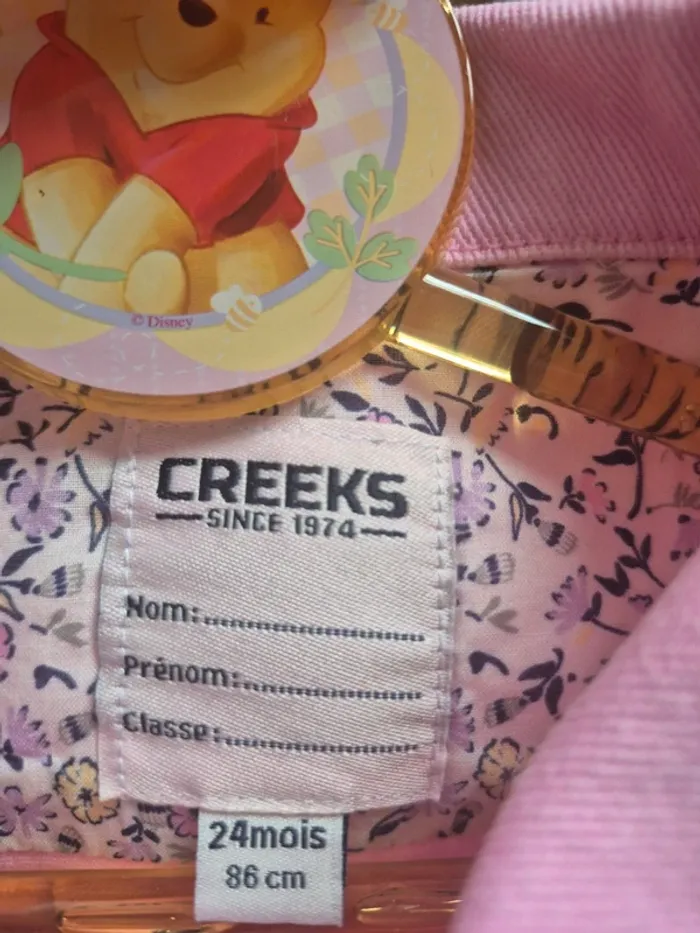 © Disney
CREEKS
SINCE 1974
Nom:
Prénom:
Classe:
24mois
86 cm